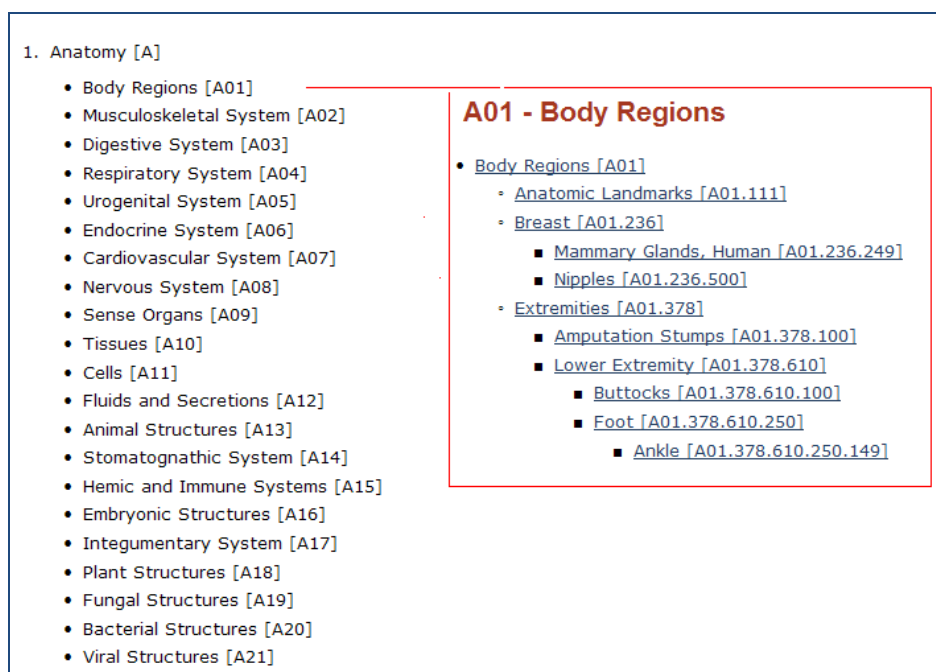 1. Anatomy [A]
• Body Regions [A01]
• Musculoskeletal System [A02]
• Digestive System [A03]
• Respiratory System [A04]
• Urogenital System [A05]
• Endocrine System [A06]
• Cardiovascular System [A07]
• Nervous System [A08]
• Sense Organs [A09]
• Tissues [A10]
• Cells [A11]
• Fluids and Secretions [A12]
• Animal Structures [A13]
• Stomatognathic System [A14]
• Hemic and Immune Systems [A15]
• Embryonic Structures [A16]
• Integumentary System [A17]
• Plant Structures [A18]
• Fungal Structures [A19]
• Bacterial Structures [A20]
• Viral Structures [A21]
A01 - Body Regions
• Body Regions [A01]
◦ Anatomic Landmarks [A01.111]
◦ Breast [A01.236]
■ Mammary Glands, Human [A01.236.249]
■ Nipples [A01.236.500]
◦ Extremities [A01.378]
■ Amputation Stumps [A01.378.100]
■ Lower Extremity [A01.378.610]
■ Buttocks [A01.378.610.100]
■ Foot [A01.378.610.250]
■ Ankle [A01.378.610.250.149]